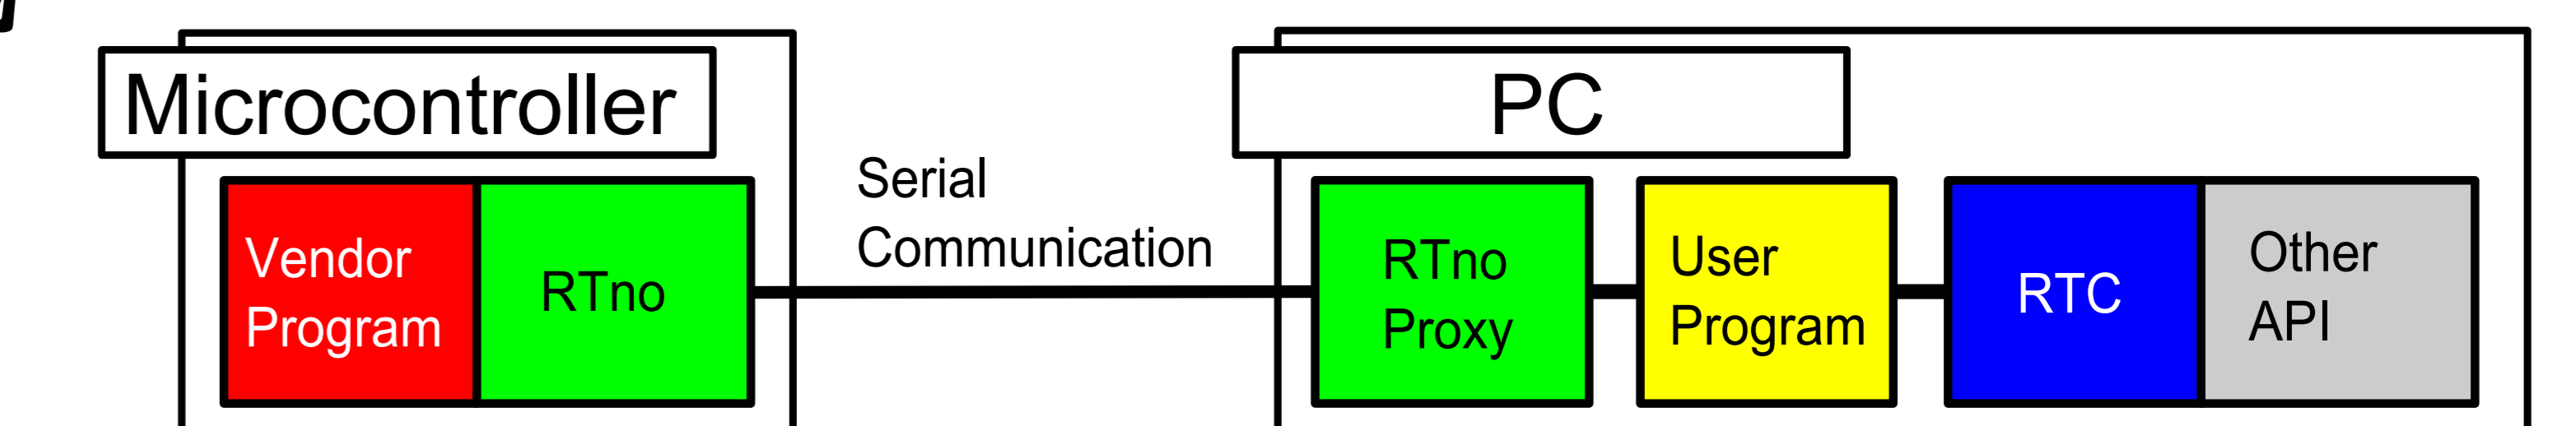 Microcontroller
PC
Serial
Communication
Vendor
Program
RTno
RTno
Proxy
User
Program
RTC
Other
API